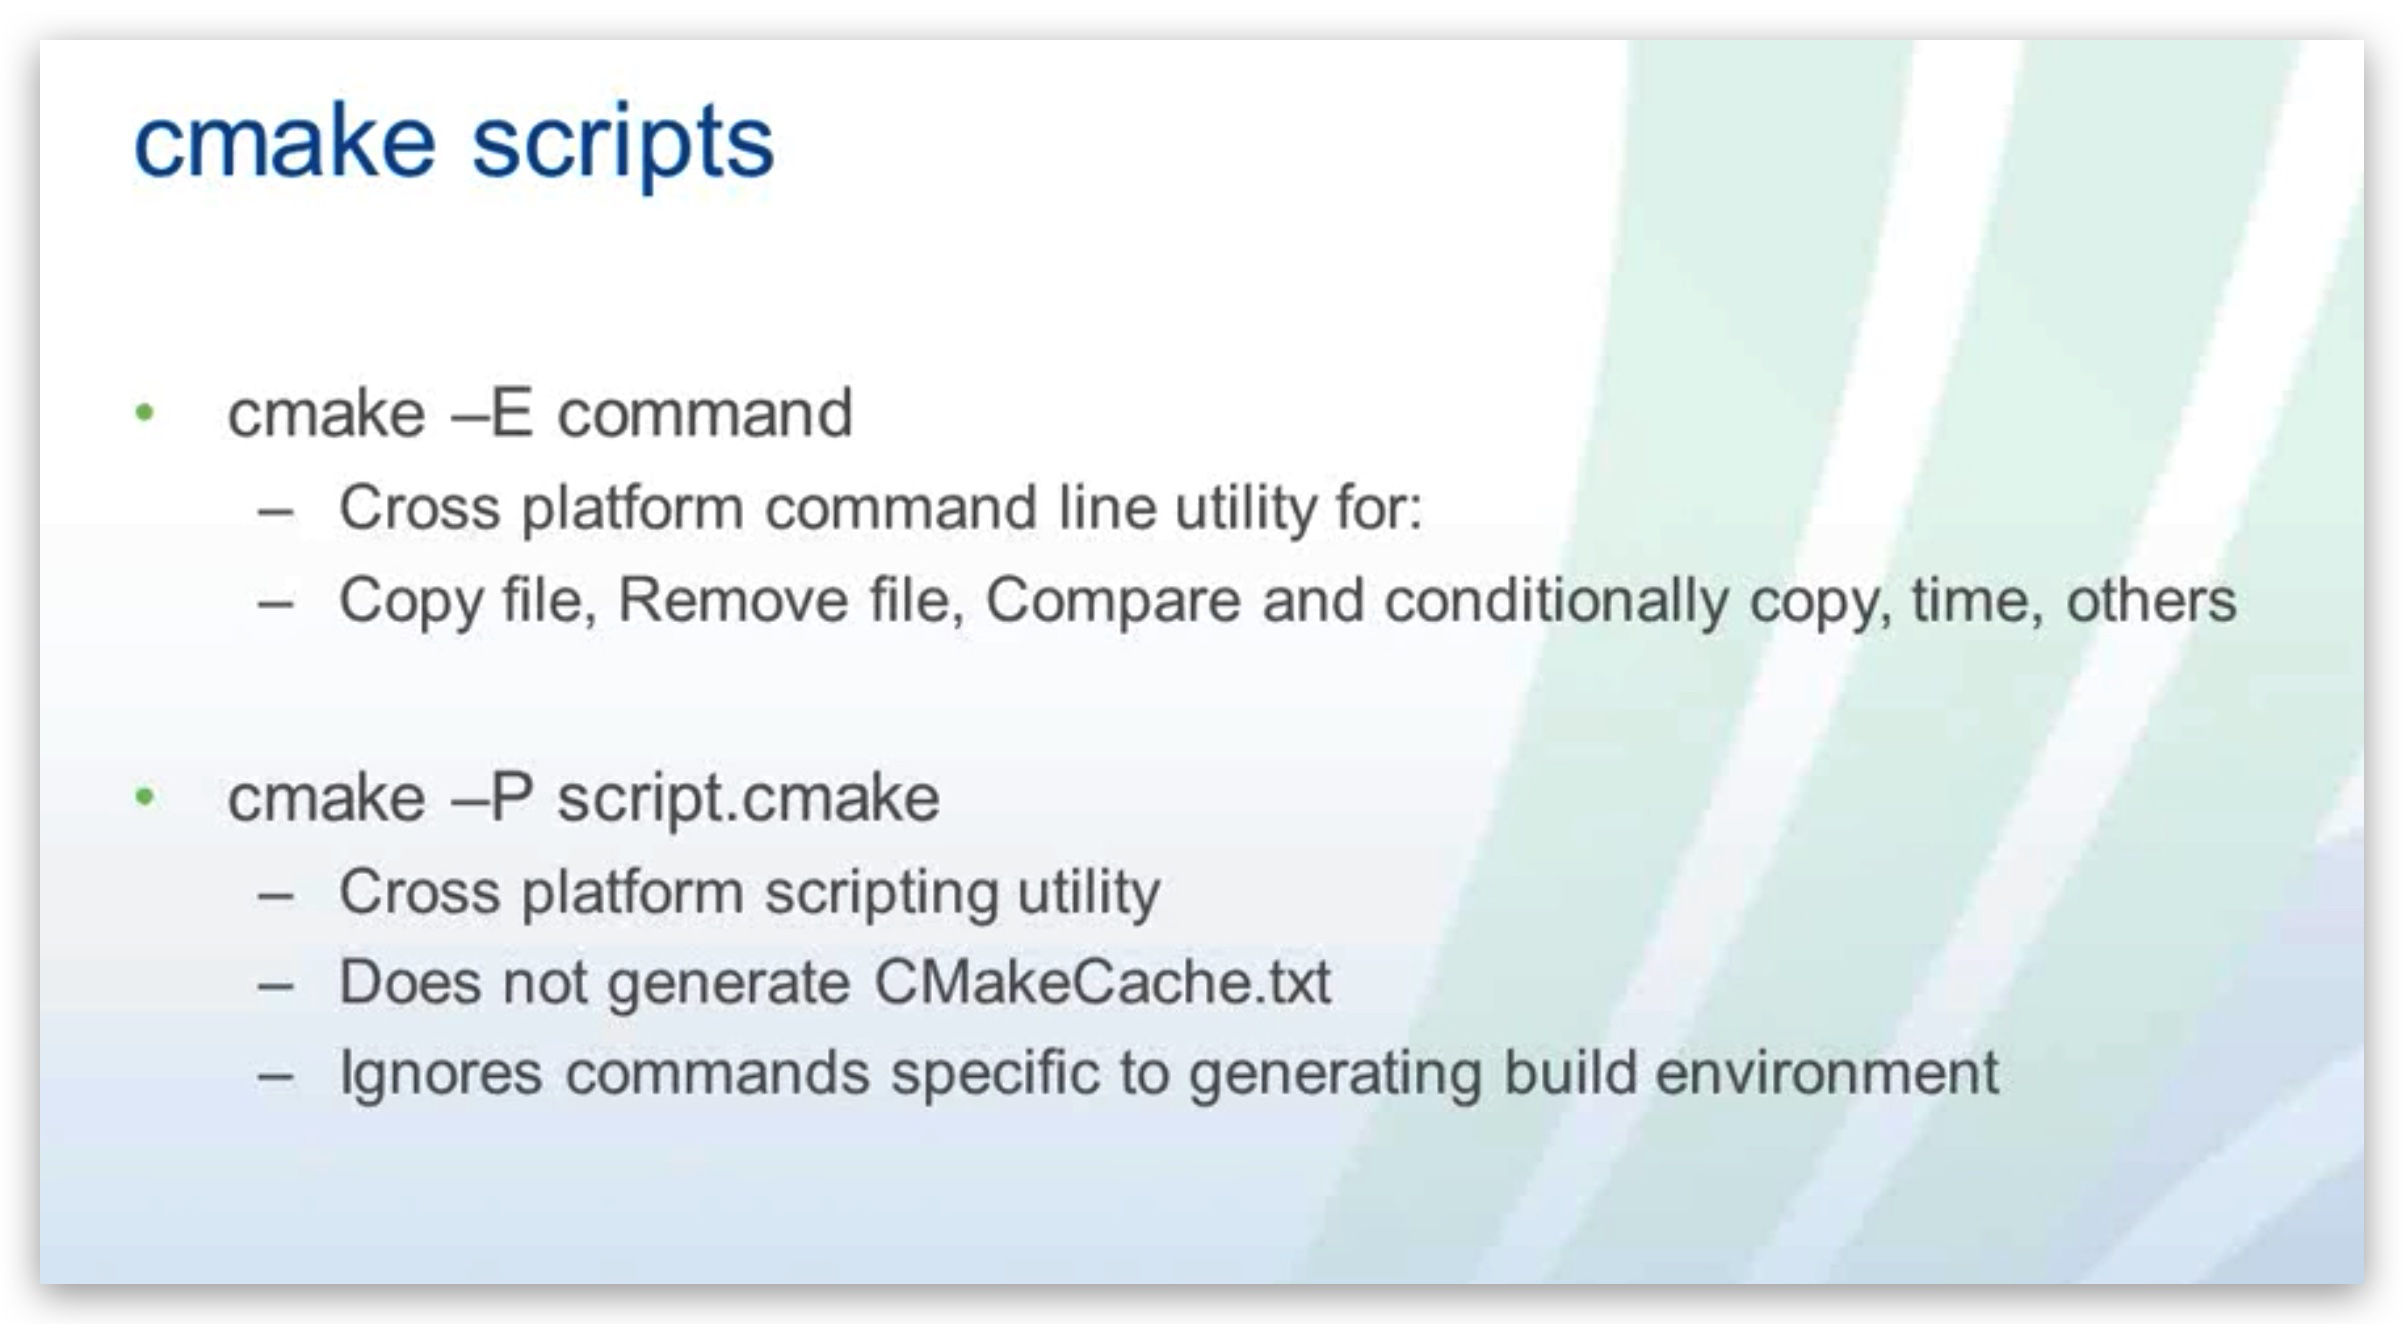 cmake scripts
• cmake –E command
– Cross platform command line utility for:
– Copy file, Remove file, Compare and conditionally copy, time, others
• cmake –P script.cmake
– Cross platform scripting utility
– Does not generate CMakeCache.txt
– Ignores commands specific to generating build environment